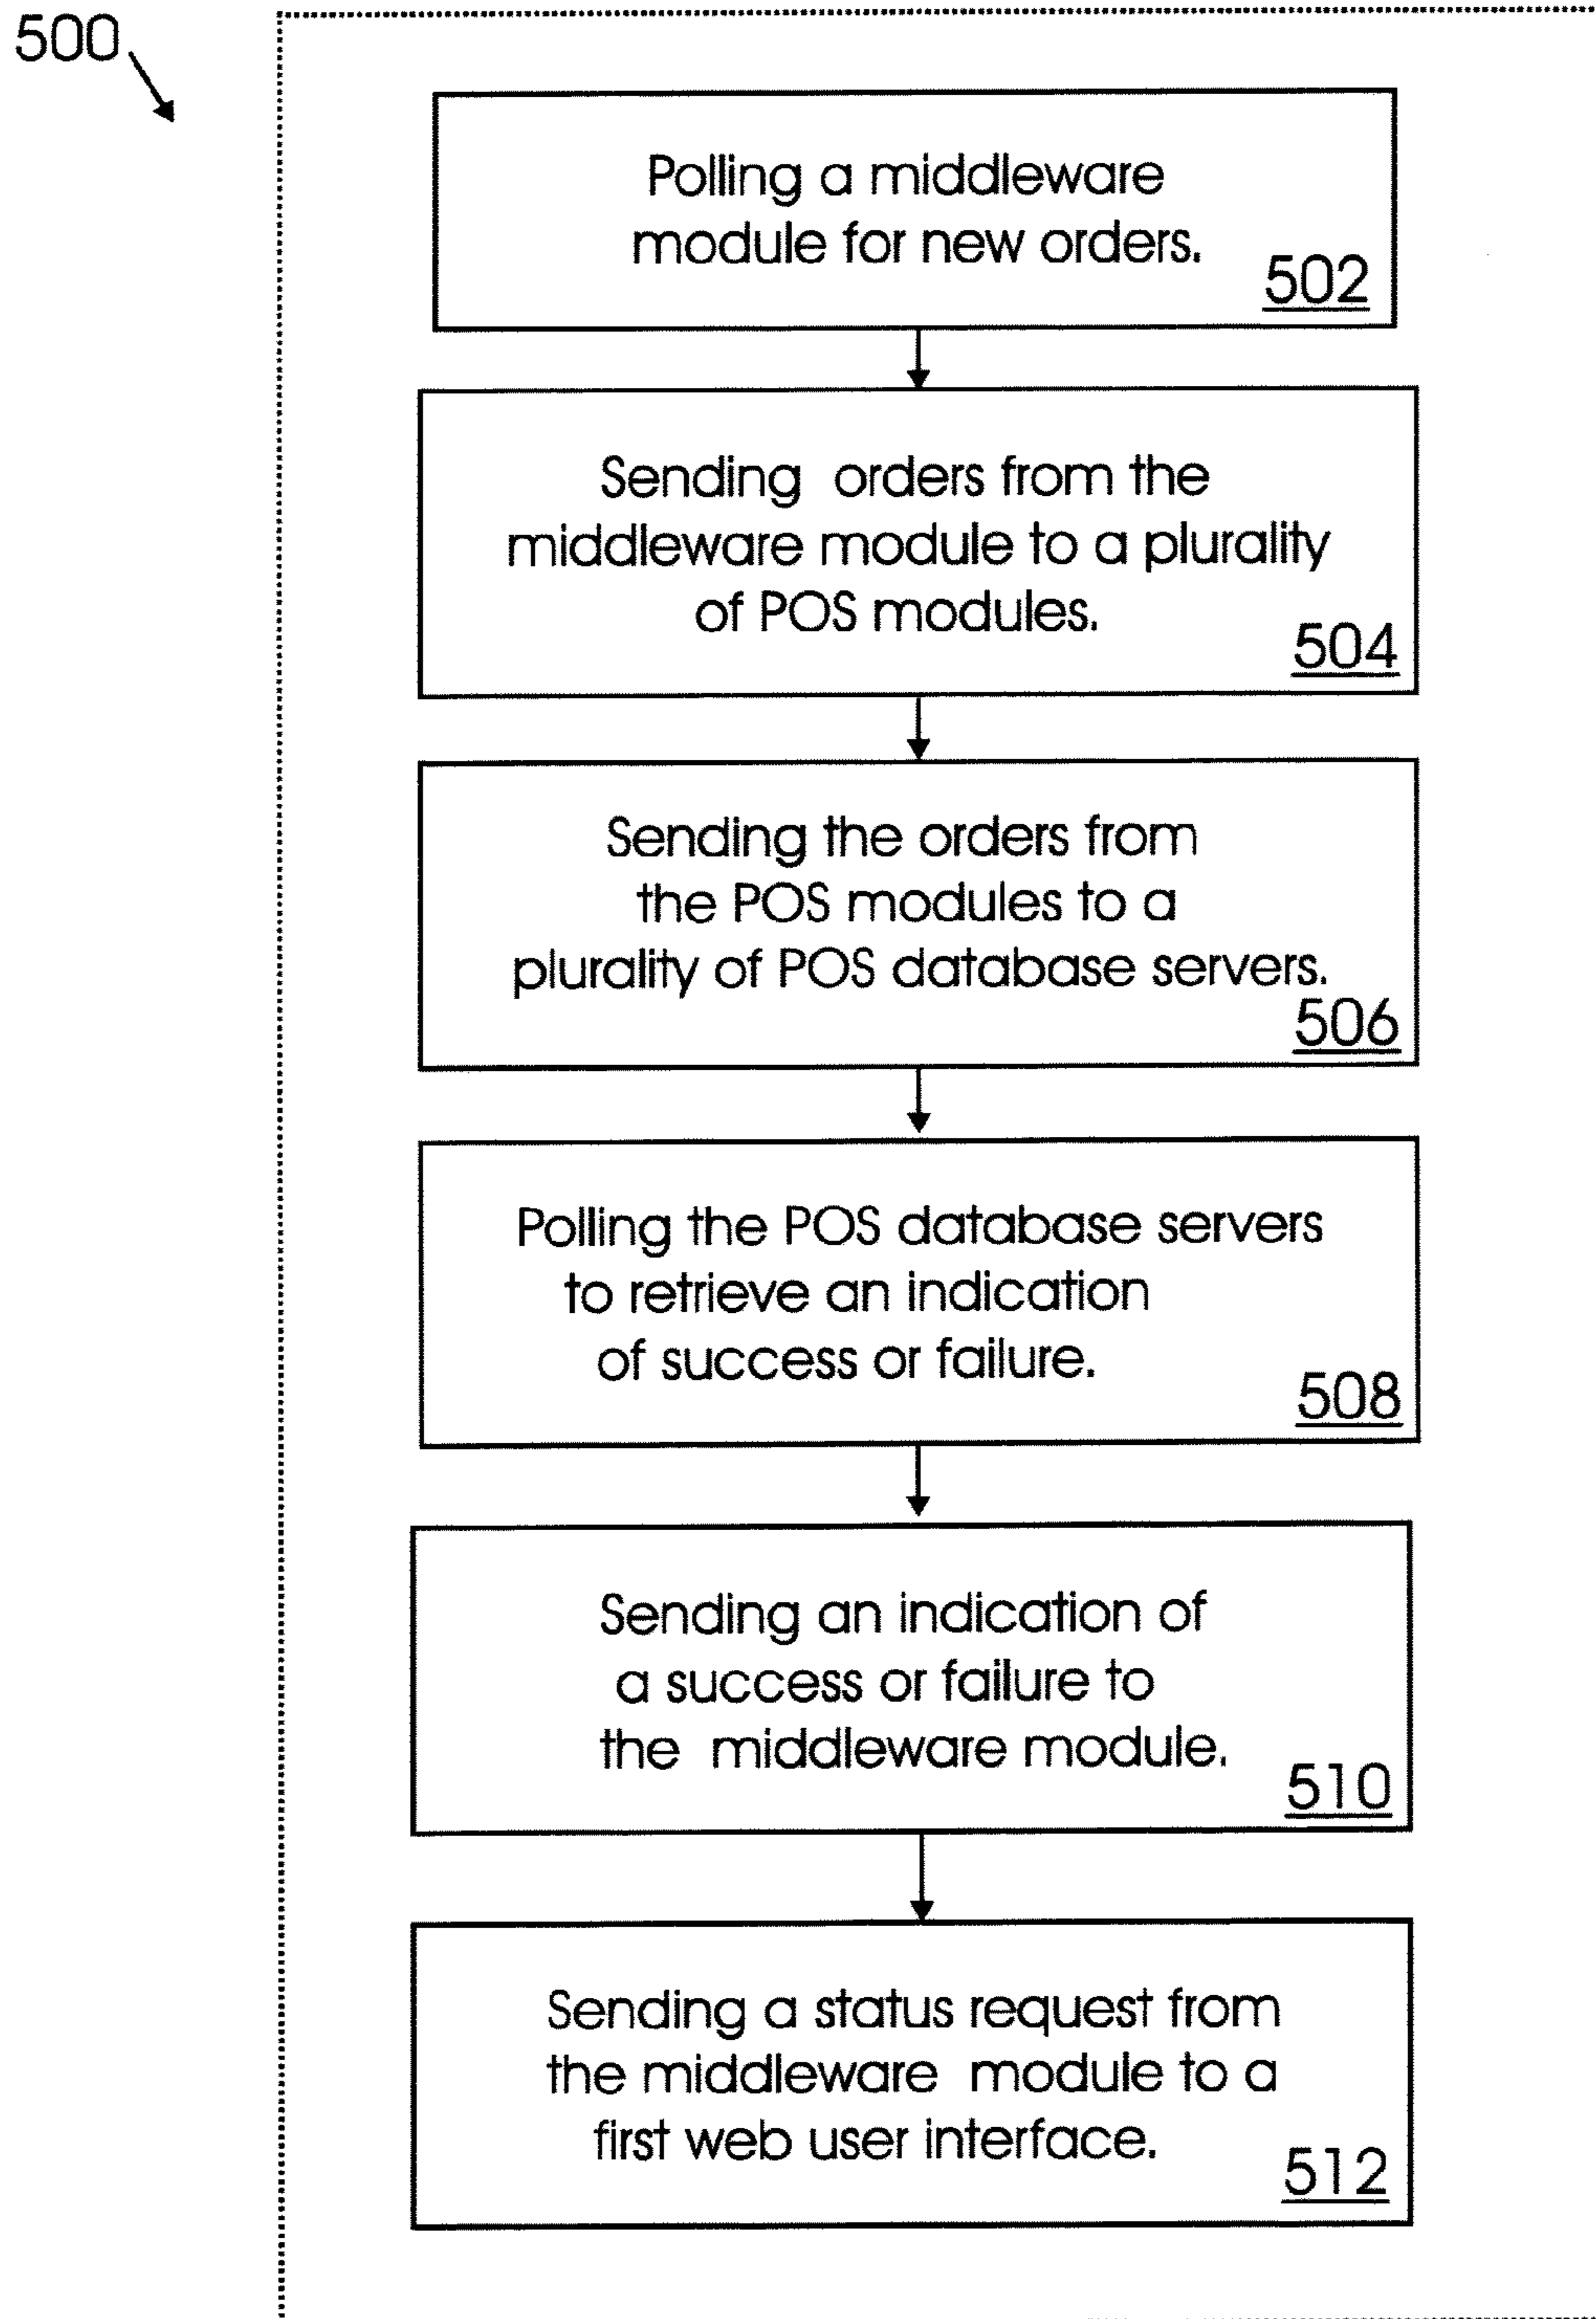 500
Polling a middleware
module for new orders.
502
Sending orders from the
middleware module to a plurality
of POS modules.
504
Sending the orders from
the POS modules to a
plurality of POS database servers.
506
Polling the POS database servers
to retrieve an indication
of success or failure.
508
Sending an indication of
a success or failure to
the middleware module.
510
Sending a status request from
the middleware module to a
first web user interface.
512